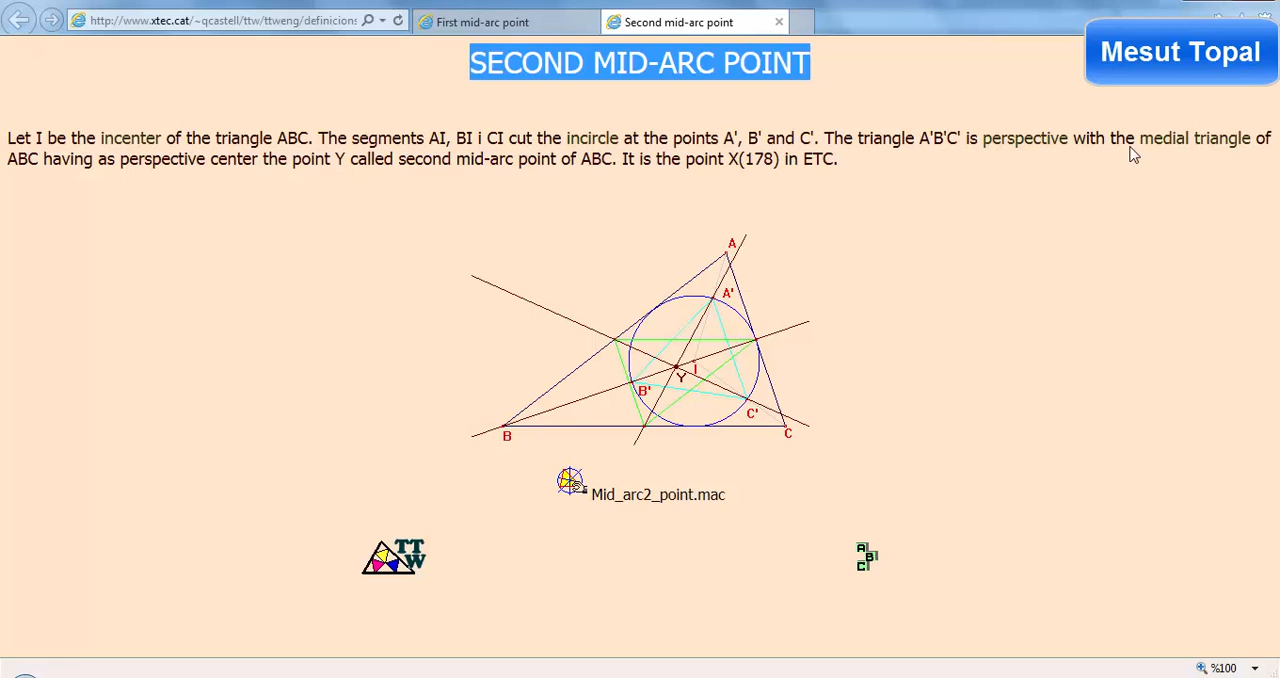 http://www.xtec.cat/~qcastell/ttw/ttweng/definicions
First mid-arc point
Second mid-arc point
SECOND MID-ARC POINT
Mesut Topal
Let I be the incenter of the triangle ABC. The segments AI, BI i CI cut the incircle at the points A', B' and C'. The triangle A'B'C' is perspective with the medial triangle of
ABC having as perspective center the point Y called second mid-arc point of ABC. It is the point X(178) in ETC.
A
A'
I
Y
B'
C'
B
C
Mid_arc2_point.mac
TT
W
A
B
C
%100